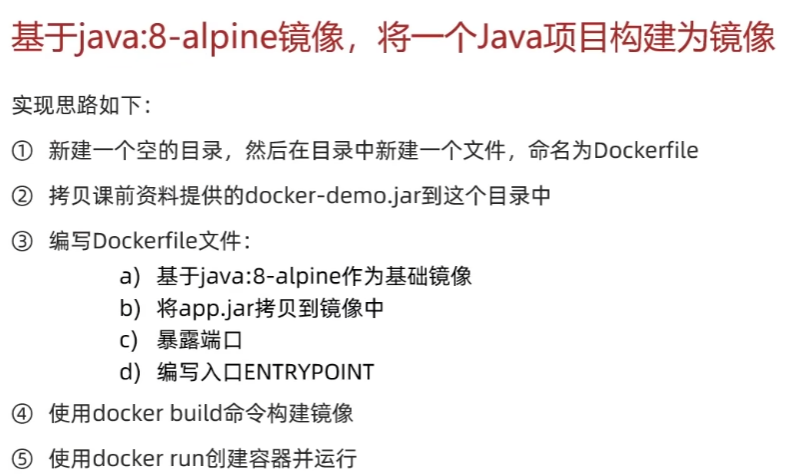 基于java:8-alpine镜像，将一个Java项目构建为镜像
实现思路如下：
① 新建一个空的目录，然后在目录中新建一个文件，命名为Dockerfile
② 拷贝课前资料提供的docker-demo.jar到这个目录中
③ 编写Dockerfile文件：
a) 基于java:8-alpine作为基础镜像
b) 将app.jar拷贝到镜像中
c) 暴露端口
d) 编写入口ENTRYPOINT
④ 使用docker build命令构建镜像
⑤ 使用docker run创建容器并运行